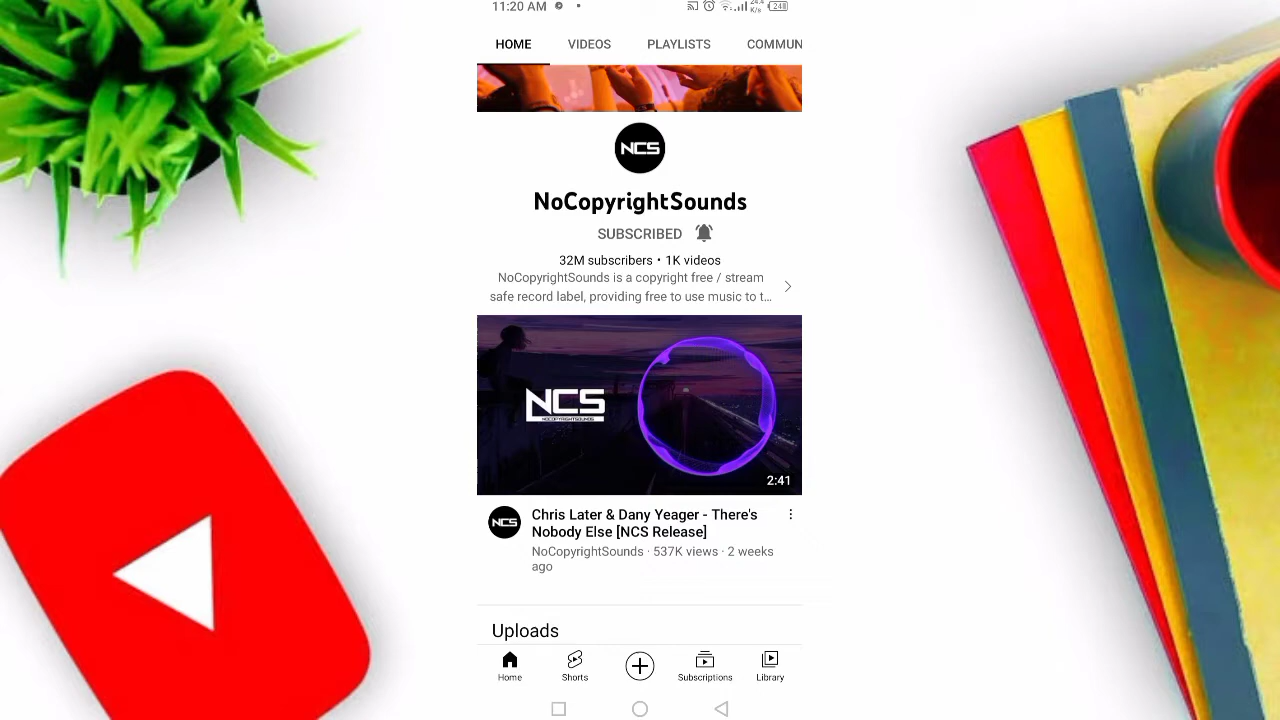 11:20 AM
HOME VIDEOS PLAYLISTS COMMUN
NCS
NoCopyrightSounds
SUBSCRIBED
32M subscribers • 1K videos
NoCopyrightSounds is a copyright free / stream
safe record label, providing free to use music to t...
NCS
NOCOPYRIGHTSOUNDS
2:41
NCS
Chris Later & Dany Yeager - There's
Nobody Else [NCS Release]
NoCopyrightSounds · 537K views · 2 weeks
ago
Uploads
Home Shorts Subscriptions Library